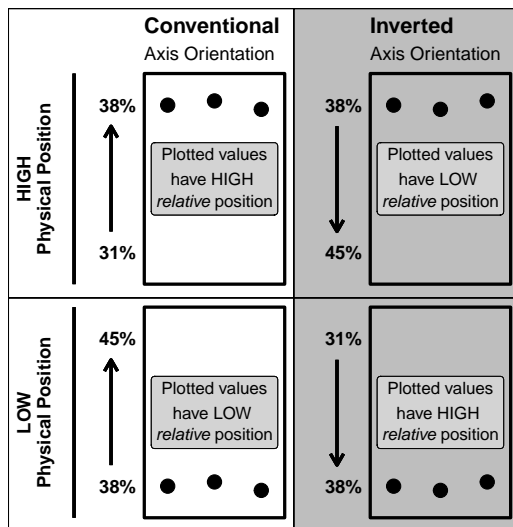 Conventional
Axis Orientation
Inverted
Axis Orientation
HIGH
Physical Position
38%
31%
Plotted values
have HIGH
relative position
38%
45%
Plotted values
have LOW
relative position
LOW
Physical Position
45%
38%
Plotted values
have LOW
relative position
31%
38%
Plotted values
have HIGH
relative position